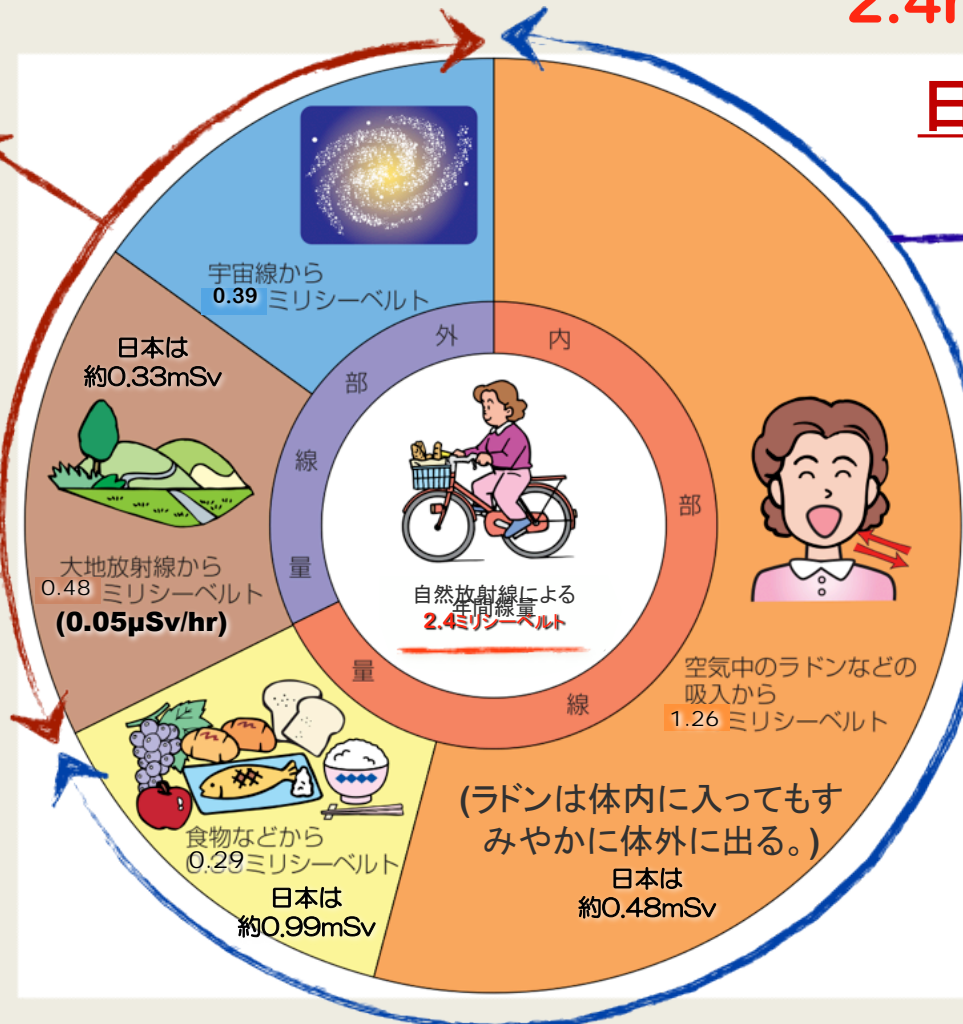 2.4
日
宇宙線から
0.39 ミリシーベルト
日本は
約0.33mSv
大地放射線から
0.48 ミリシーベルト
(0.05μSv/hr)
外部線量
内部線量
自然放射線による
年間線量
2.4ミリシーベルト
空気中のラドンなどの
吸入から
1.26 ミリシーベルト
(ラドンは体内に入ってもす
みやかに体外に出る。)
日本は
約0.48mSv
食物などから
0.29ミリシーベルト
日本は
約0.99mSv